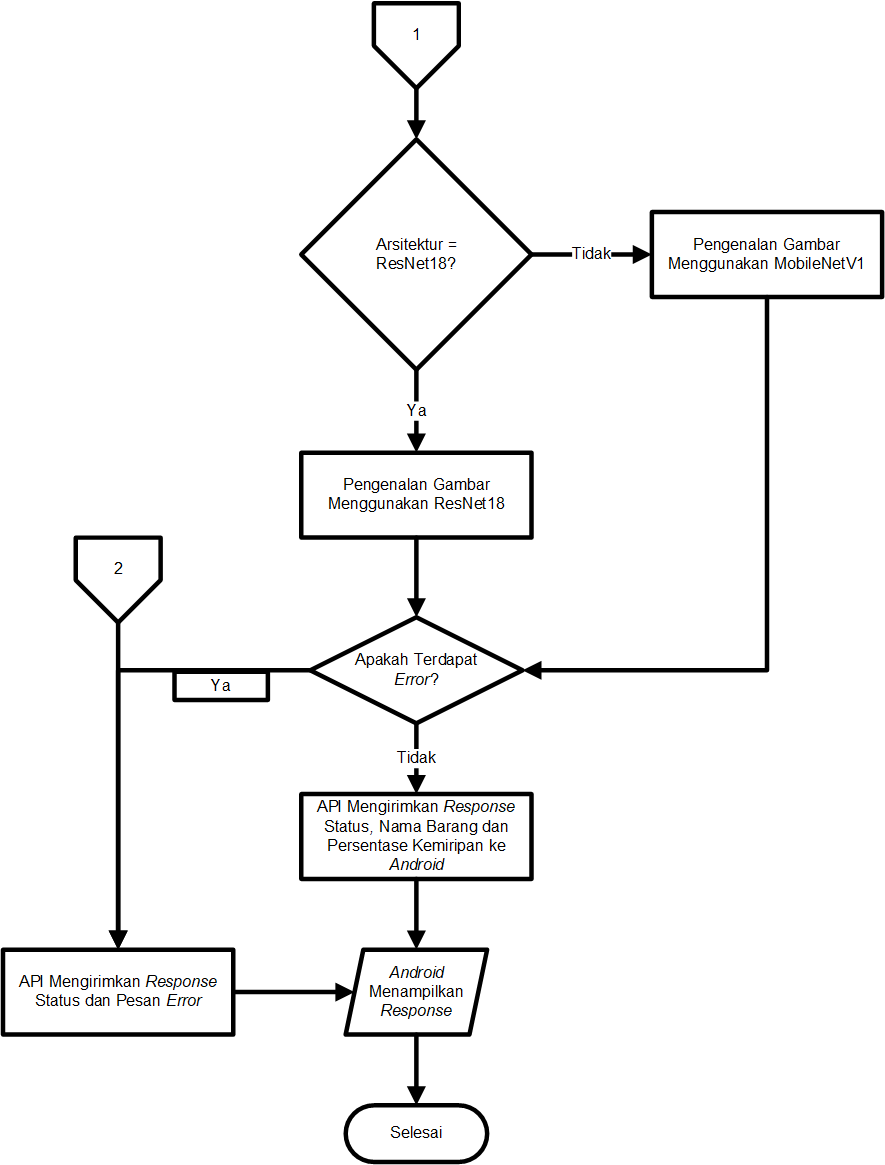 1
Arsitektur =
ResNet18?
Tidak
Pengenalan Gambar
Menggunakan MobileNetV1
Ya
Pengenalan Gambar
Menggunakan ResNet18
2
Apakah Terdapat
Error?
Ya
Tidak
API Mengirimkan Response
Status, Nama Barang dan
Persentase Kemiripan ke
Android
API Mengirimkan Response
Status dan Pesan Error
Android
Menampilkan
Response
Selesai